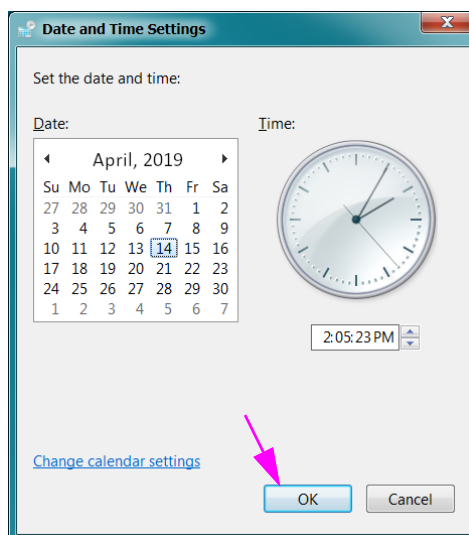 Date and Time Settings
x
Set the date and time:
Date:
Time:
April, 2019
Su Mo Tu We Th Fr Sa
27 28 29 30 31 1 2
3 4 5 6 7 8 9
10 11 12 13 14 15 16
17 18 19 20 21 22 23
24 25 26 27 28 29 30
1 2 3 4 5 6 7
2:05:23 PM
Change calendar settings
OK
Cancel